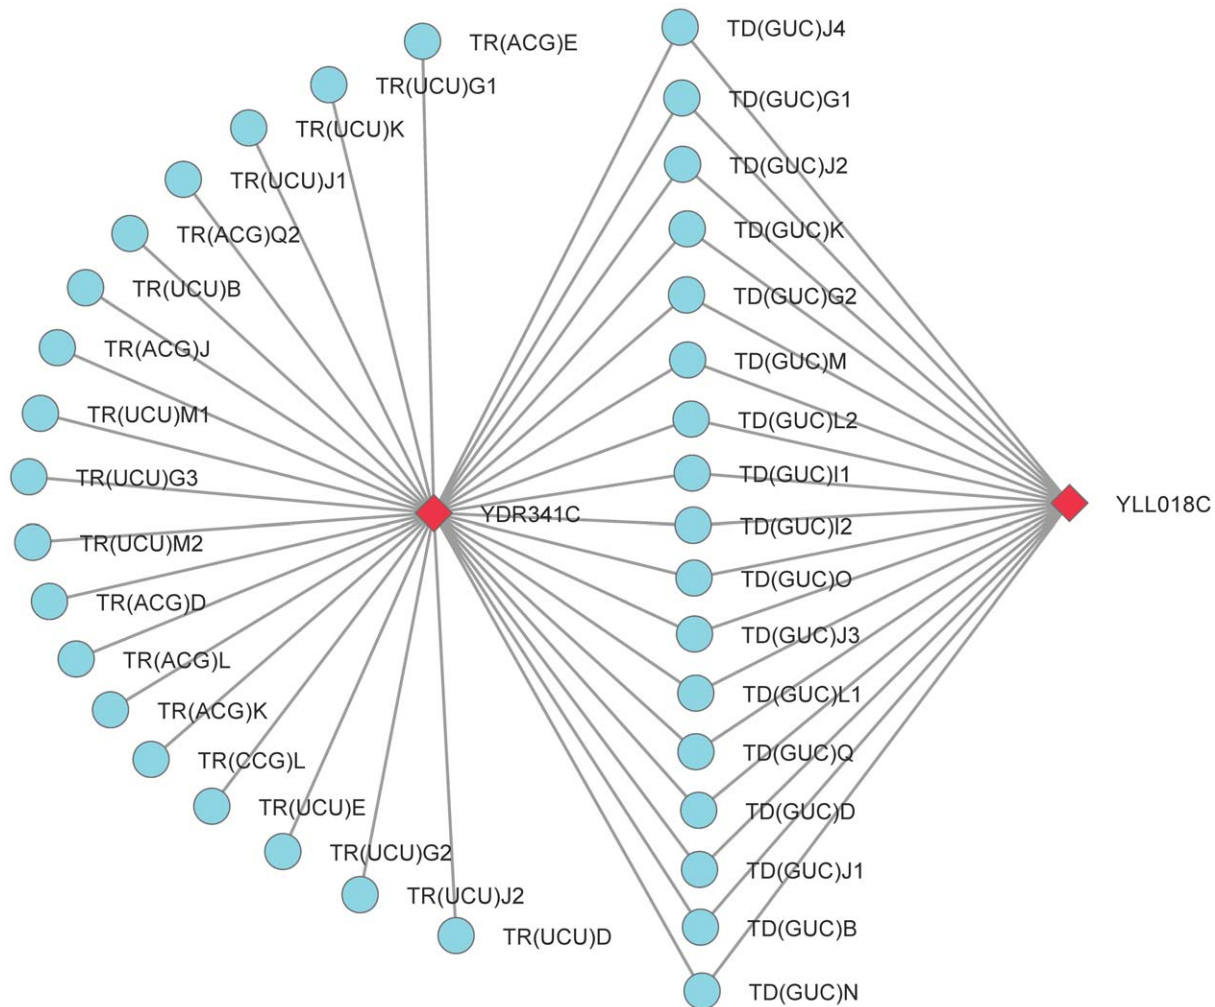 TR(ACG)E
TR(UCU)G1
TR(UCU)K
TR(UCU)J1
TR(ACG)Q2
TR(UCU)B
TR(ACG)J
TR(UCU)M1
TR(UCU)G3
TR(UCU)M2
TR(ACG)D
TR(ACG)L
TR(ACG)K
TR(CCG)L
TR(UCU)E
TR(UCU)G2
TR(UCU)J2
TR(UCU)D
YDR341C
TD(GUC)J4
TD(GUC)G1
TD(GUC)J2
TD(GUC)K
TD(GUC)G2
TD(GUC)M
TD(GUC)L2
TD(GUC)I1
TD(GUC)I2
TD(GUC)O
TD(GUC)J3
TD(GUC)L1
TD(GUC)Q
TD(GUC)D
TD(GUC)J1
TD(GUC)B
TD(GUC)N
YLL018C